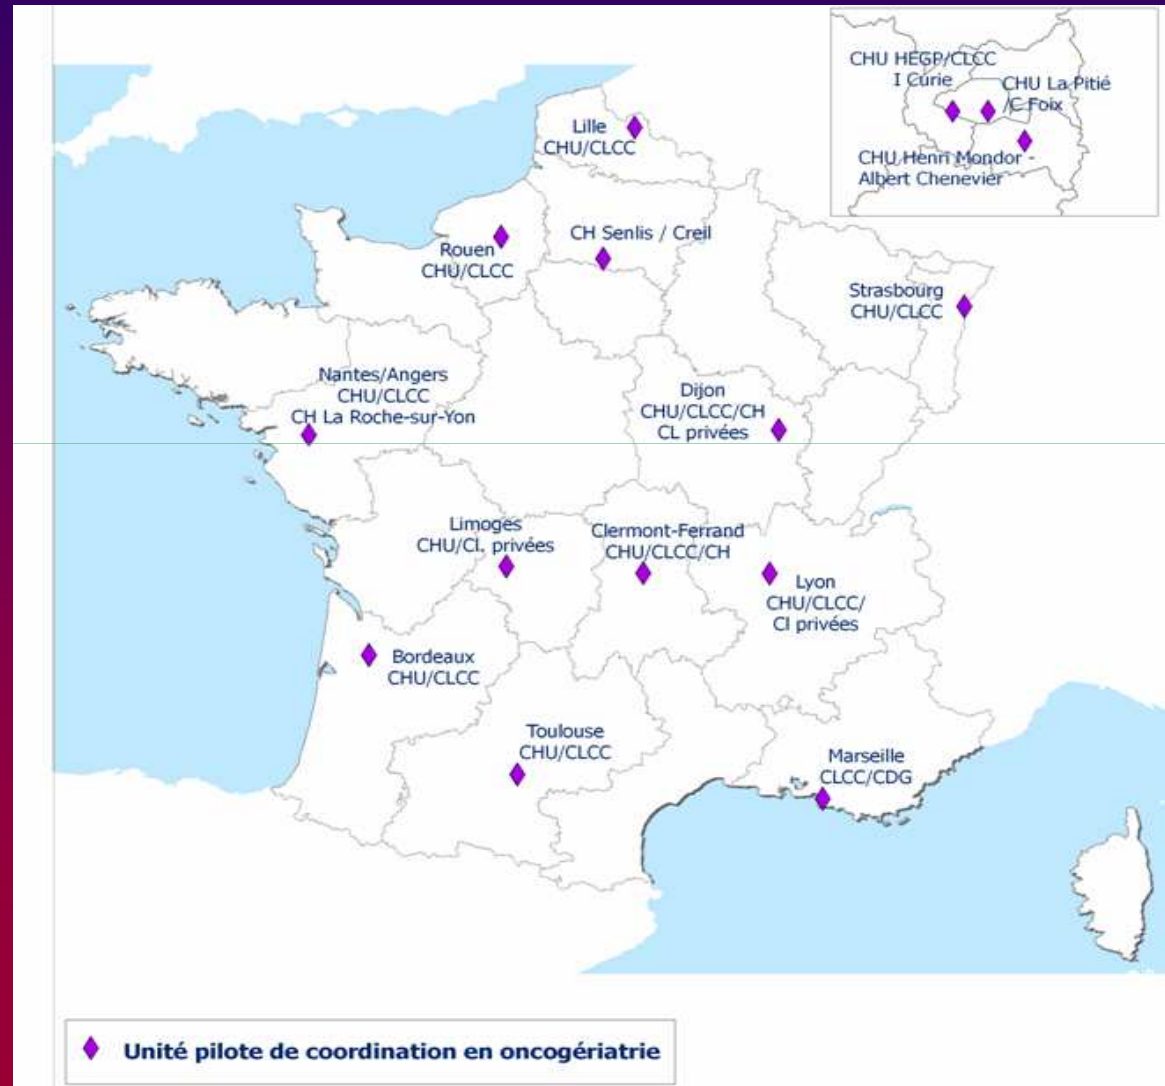 CHU HEGP/CLCC
I Curie
CHU La Pitié
/C Foix
CHU Henri Mondor -
Albert Chenevier
Lille
CHU/CLCC
Rouen
CHU/CLCC
CH Senlis / Creil
Strasbourg
CHU/CLCC
Nantes/Angers
CHU/CLCC
CH La Roche-sur-Yon
Dijon
CHU/CLCC/CH
CL privées
Limoges
CHU/CL privées
Clermont-Ferrand
CHU/CLCC/CH
Lyon
CHU/CLCC/
Cl privées
Bordeaux
CHU/CLCC
Toulouse
CHU/CLCC
Marseille
CLCC/CDG
Unité pilote de coordination en oncogériatrie